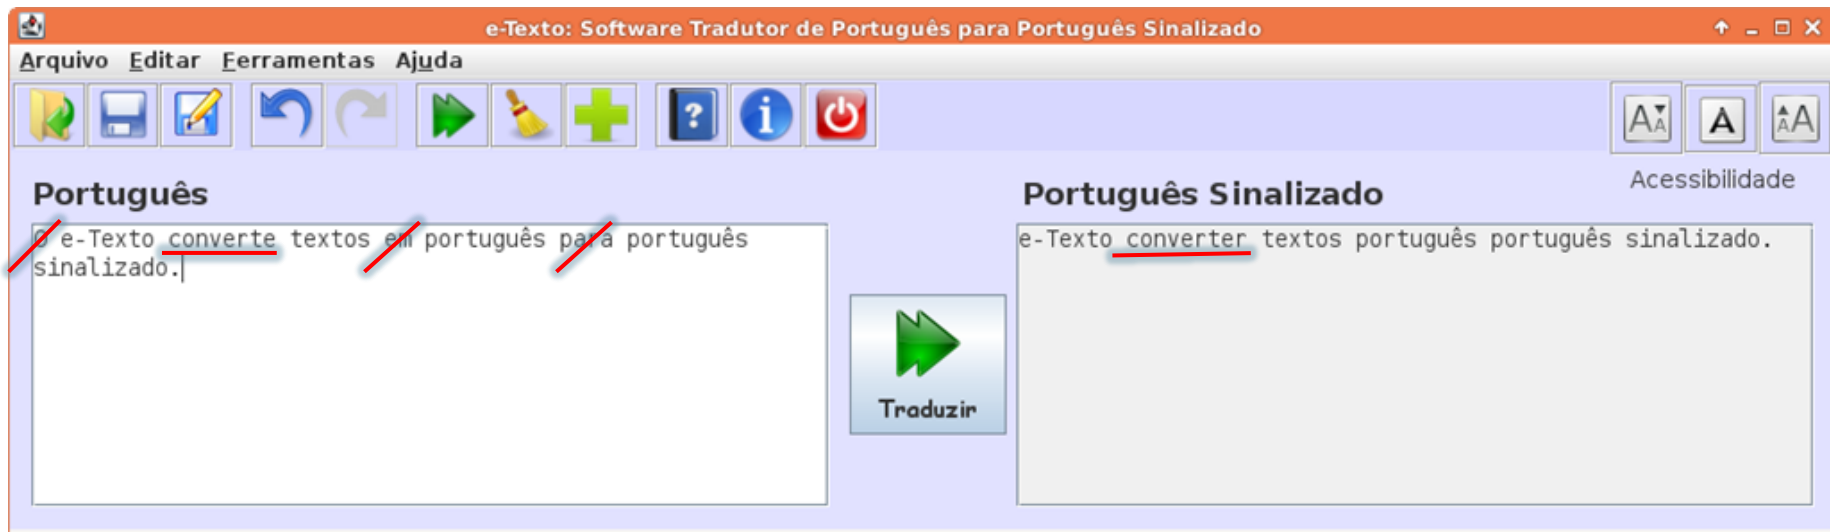 e-Texto: Software Tradutor de Português para Português Sinalizado
Arquivo Editar Ferramentas Ajuda
A A A A A
Acessibilidade
Português
O e-Texto converte textos em português para português
sinalizado.
Traduzir
Português Sinalizado
e-Texto converter textos português português sinalizado.